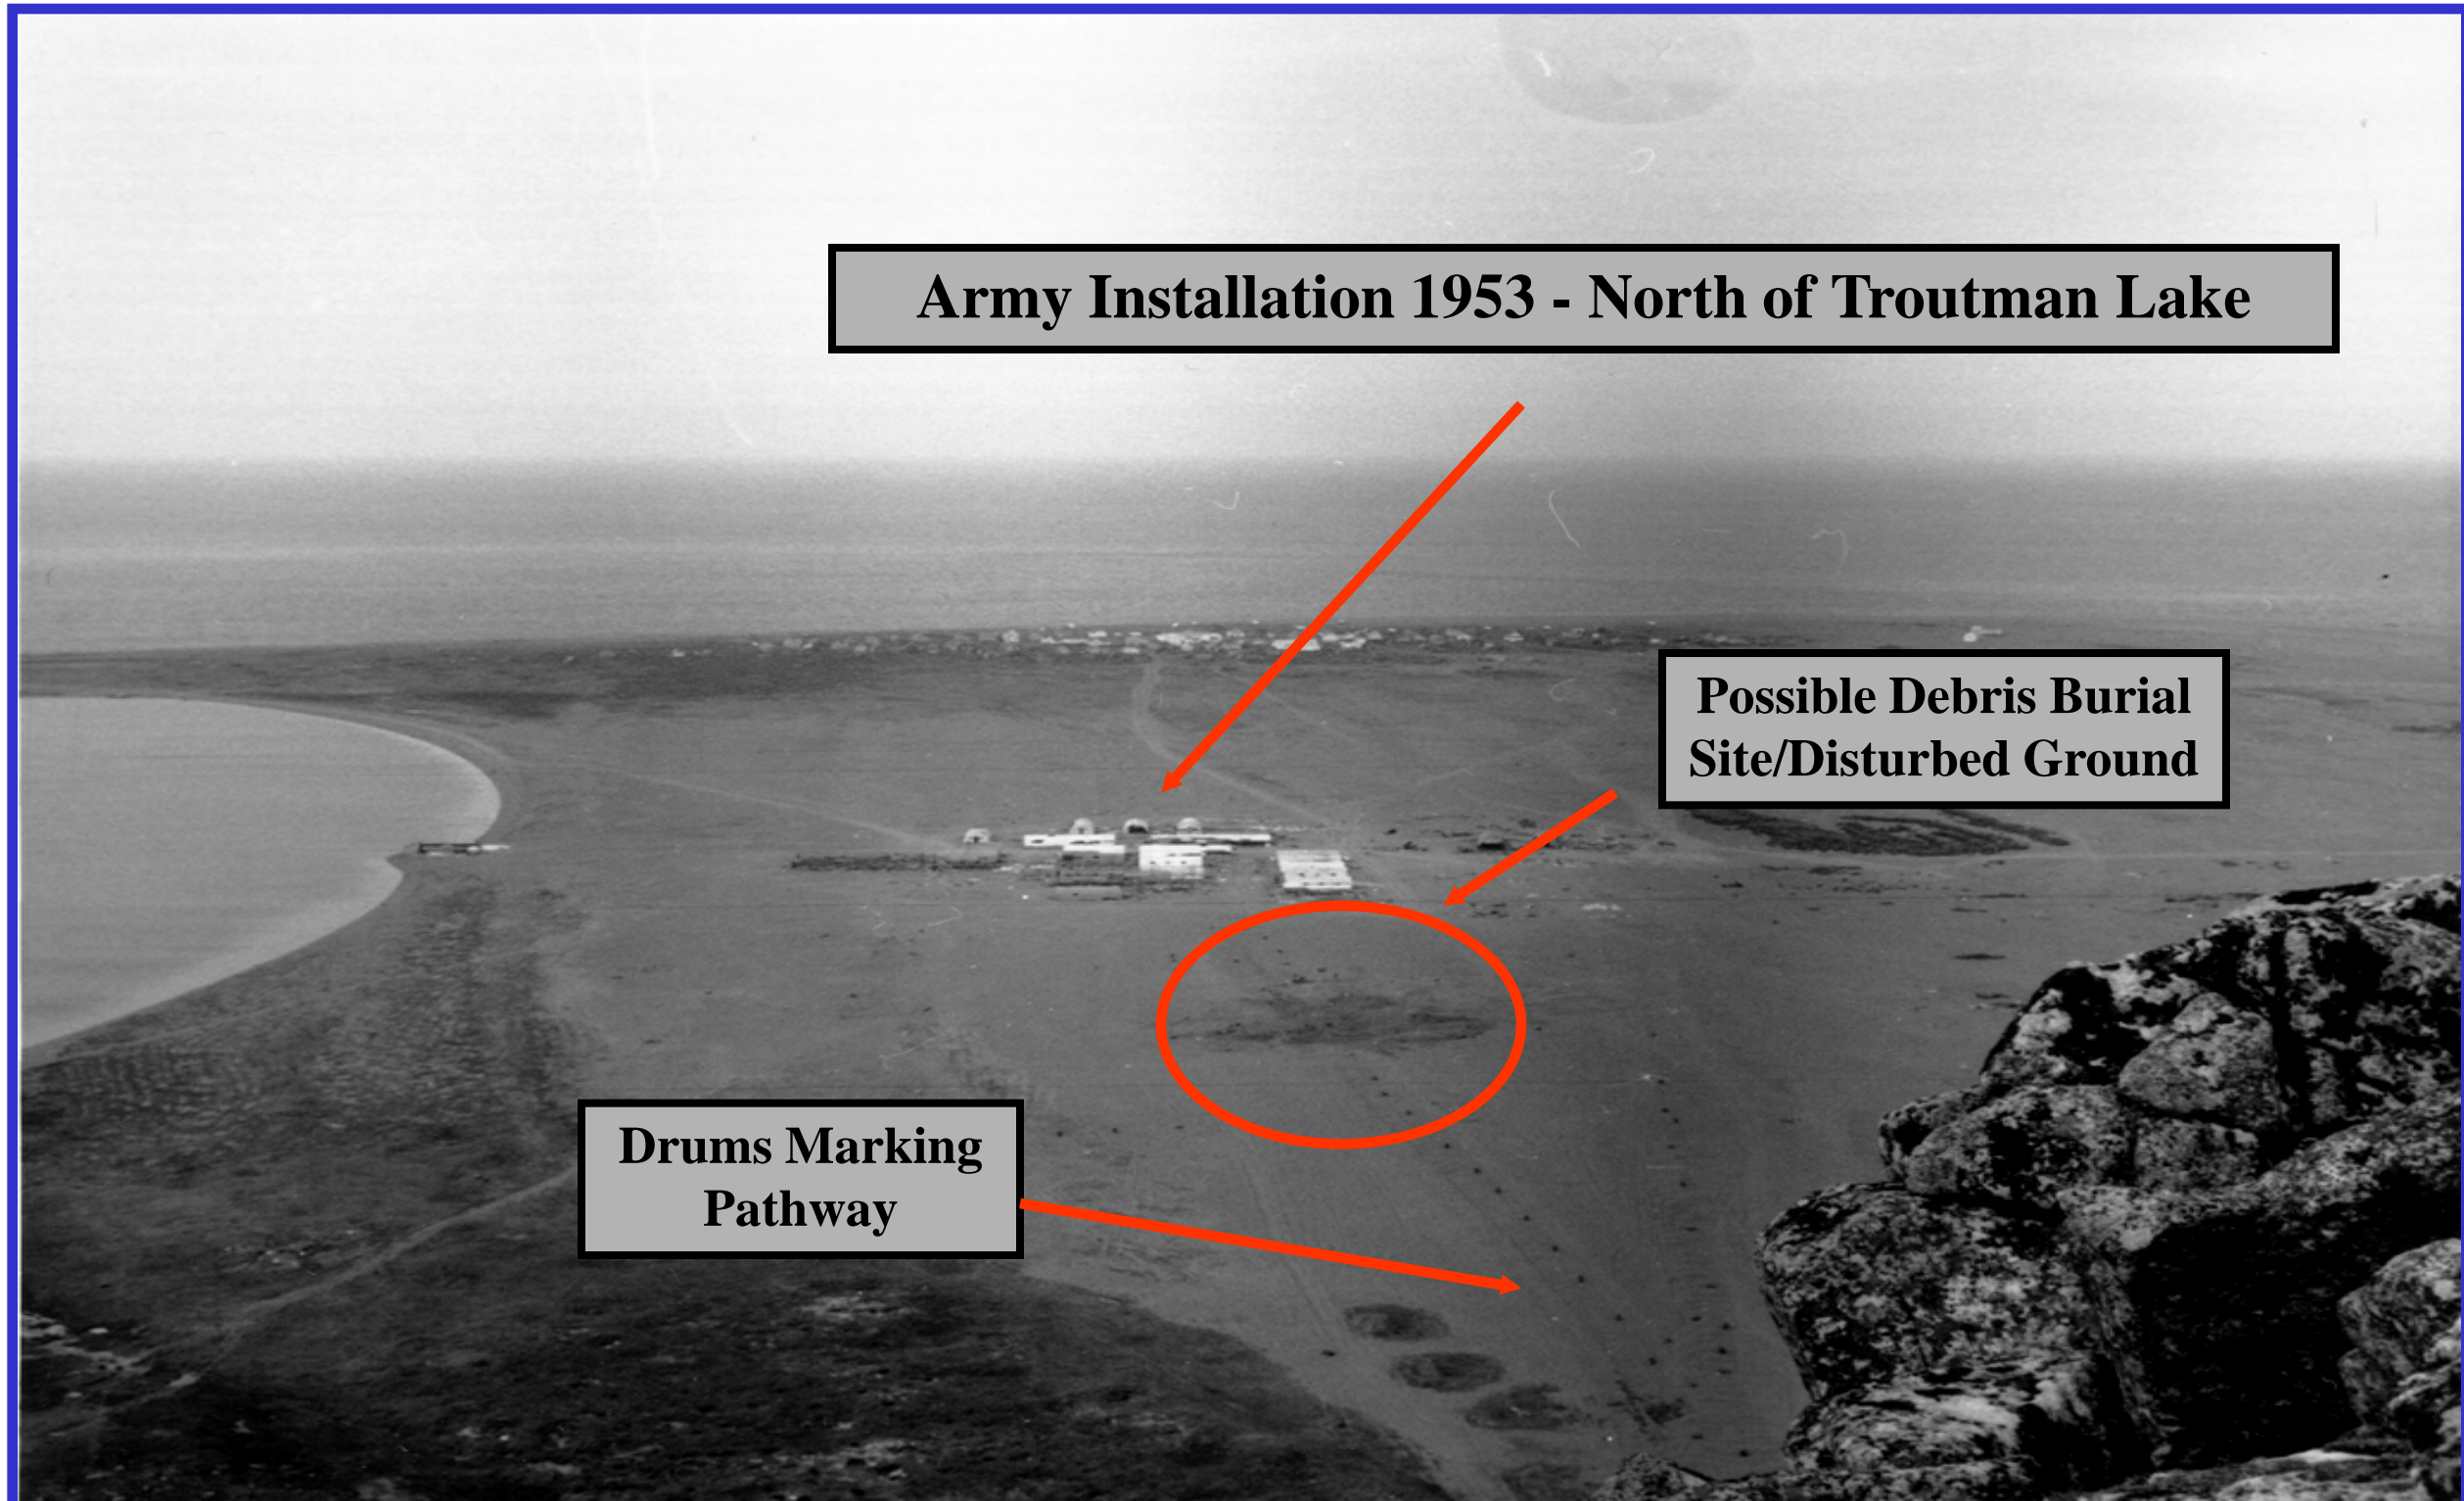 Army Installation 1953 - North of Troutman Lake
Possible Debris Burial
Site/Disturbed Ground
Drums Marking
Pathway